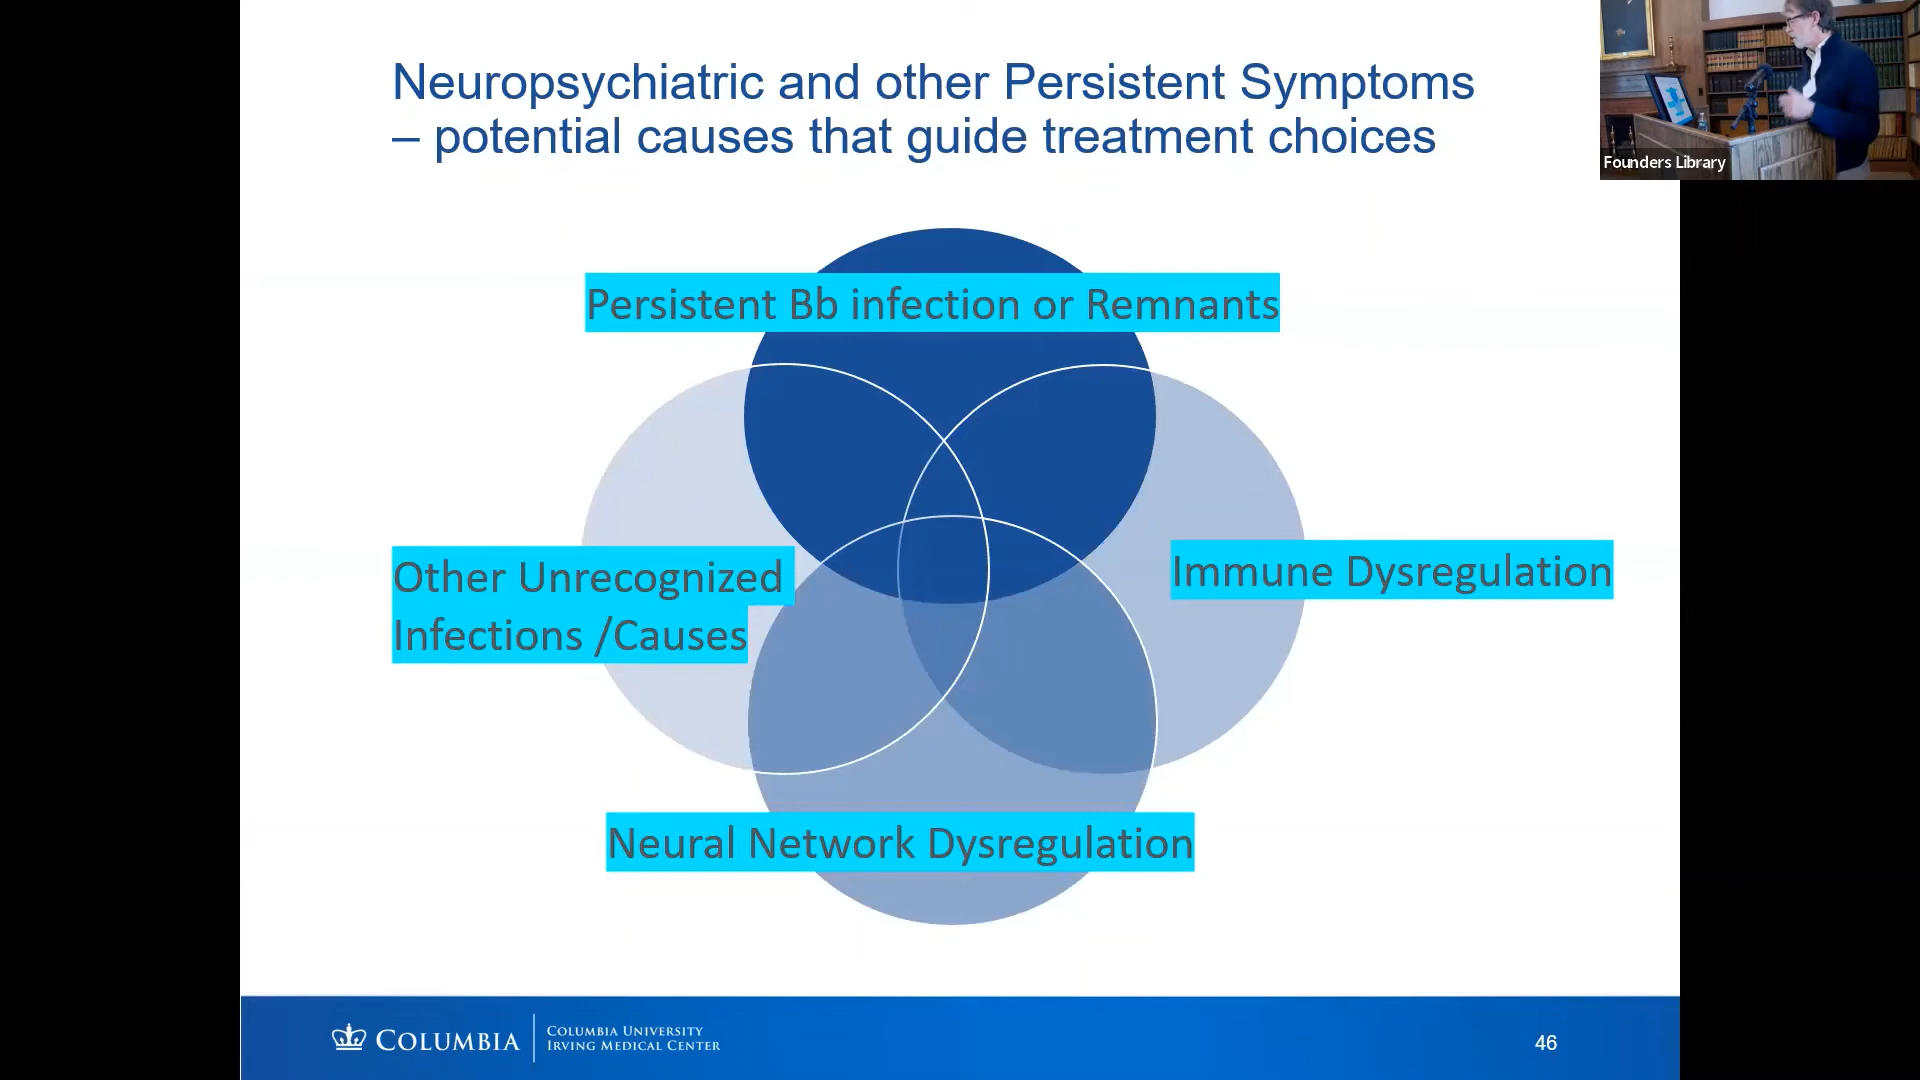 Neuropsychiatric and other Persistent Symptoms
– potential causes that guide treatment choices
Founders Library
Persistent Bb infection or Remnants
Other Unrecognized
Infections /Causes
Immune Dysregulation
Neural Network Dysregulation
COLUMBIA
COLUMBIA UNIVERSITY
IRVING MEDICAL CENTER
46